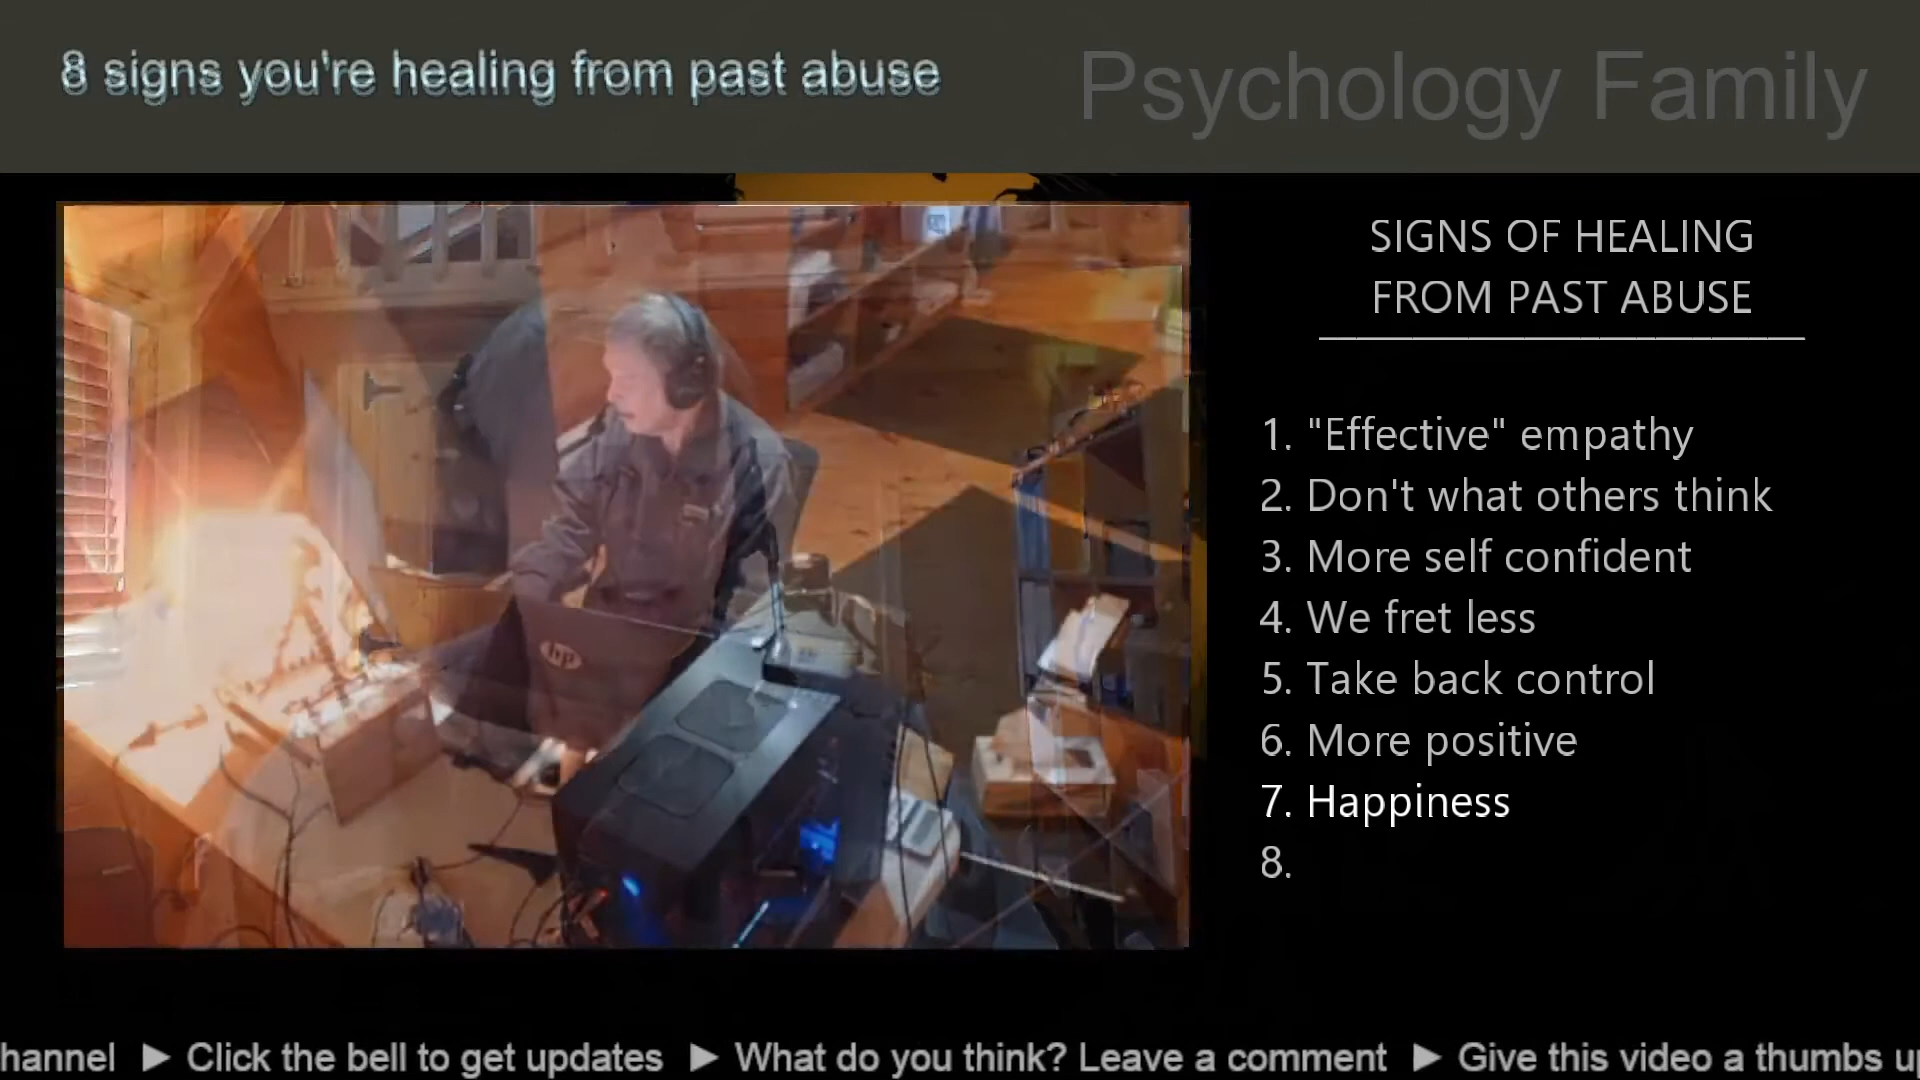 8 signs you're healing from past abuse
Psychology Family
SIGNS OF HEALING
FROM PAST ABUSE
1. "Effective" empathy
2. Don't what others think
3. More self confident
4. We fret less
5. Take back control
6. More positive
7. Happiness
8.
hp
hannel ► Click the bell to get updates ► What do you think? Leave a comment ► Give this video a thumbs up